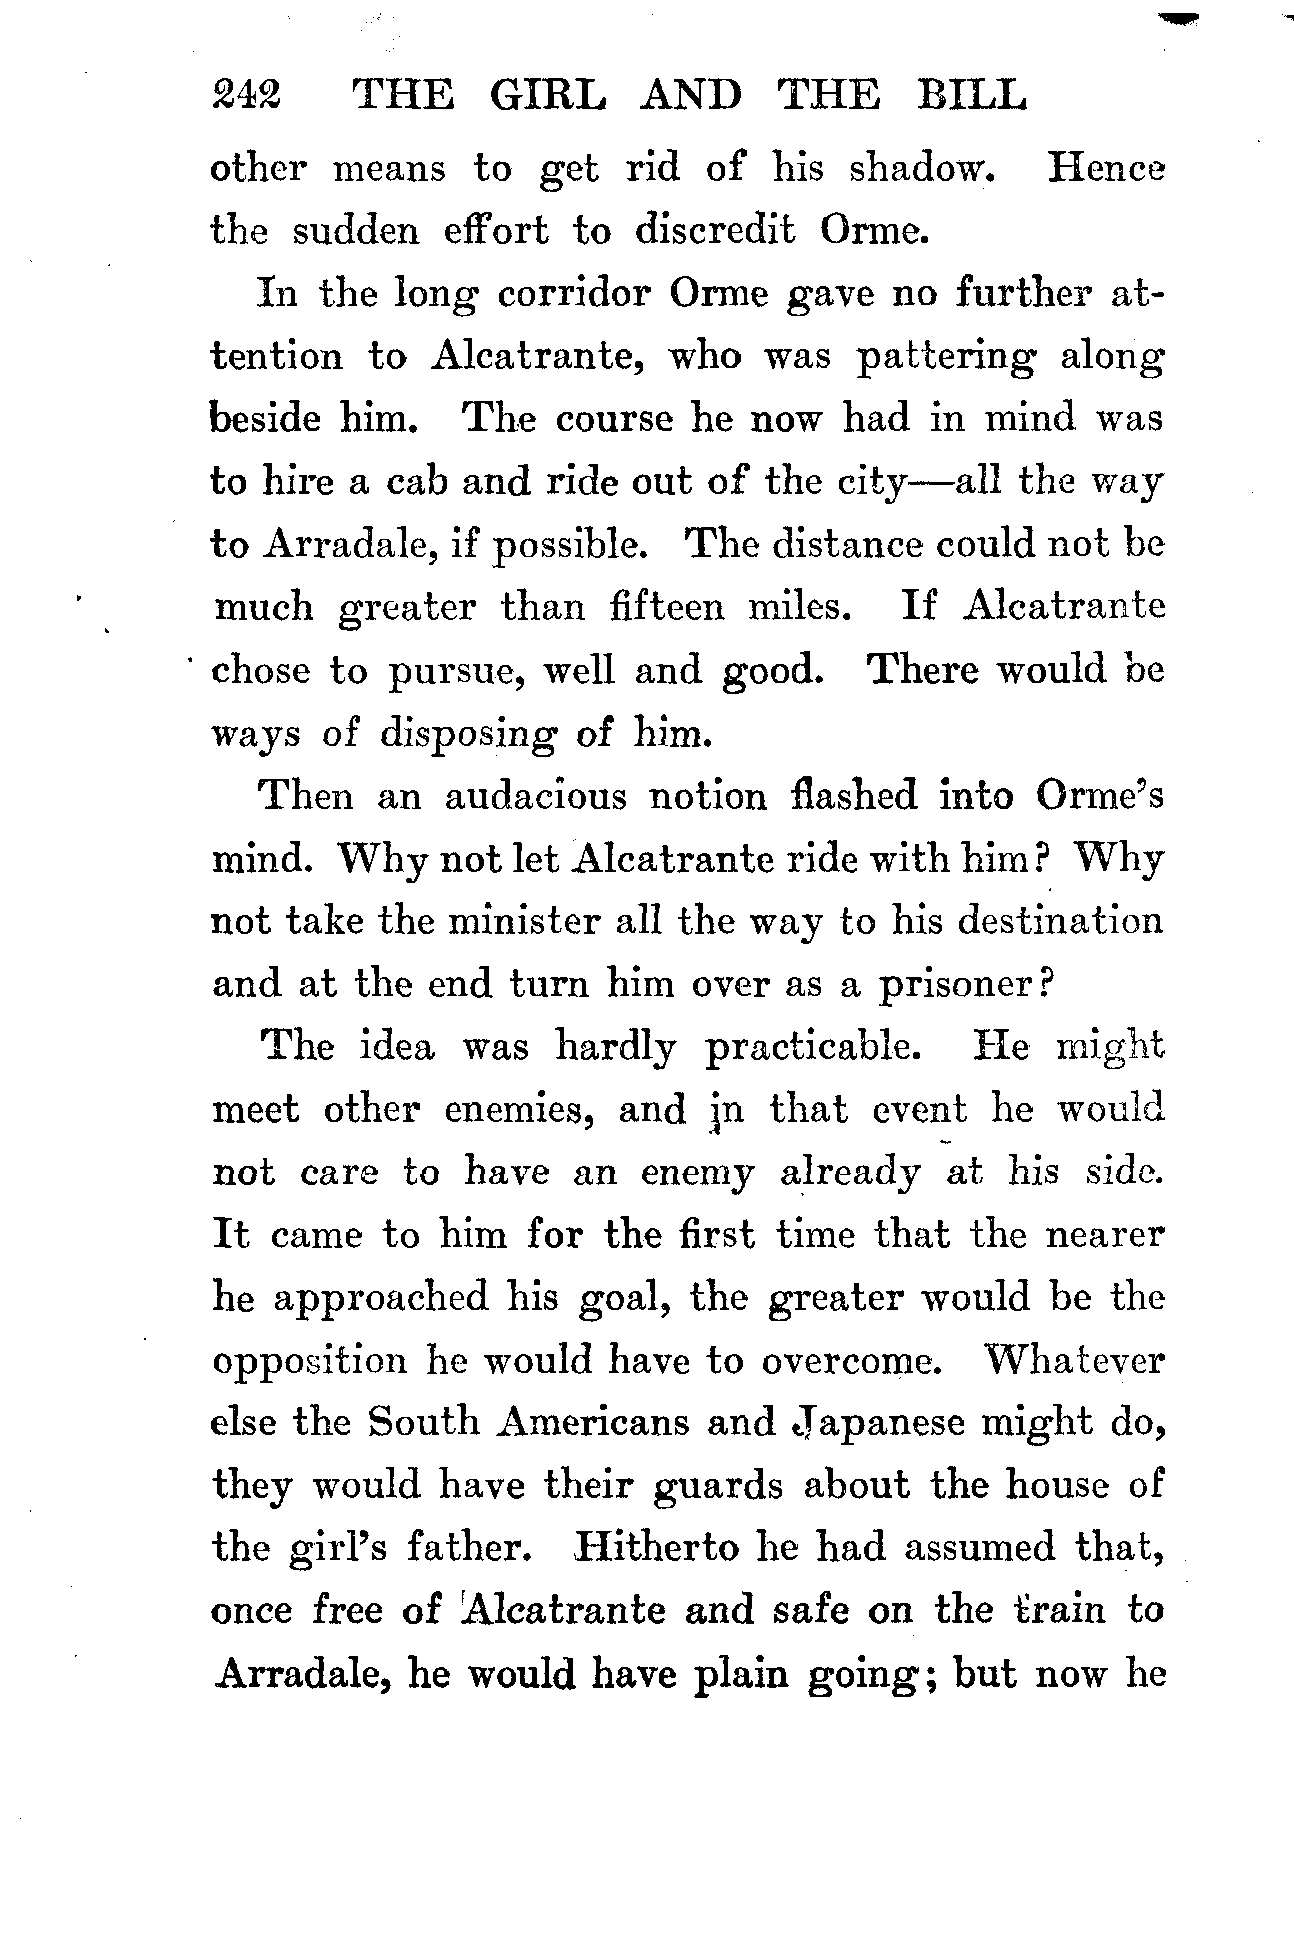 242 THE GIRL AND THE BILL
other means to get rid of his shadow. Hence
the sudden effort to discredit Orme.
In the long corridor Orme gave no further at-
tention to Alcatrante, who was pattering along
beside him. The course he now had in mind was
to hire a cab and ride out of the city—all the way
to Arradale, if possible. The distance could not be
much greater than fifteen miles. If Alcatrante
chose to pursue, well and good. There would be
ways of disposing of him.
Then an audacious notion flashed into Orme's
mind. Why not let Alcatrante ride with him? Why
not take the minister all the way to his destination
and at the end turn him over as a prisoner?
The idea was hardly practicable. He might
meet other enemies, and in that event he would
not care to have an enemy already at his side.
It came to him for the first time that the nearer
he approached his goal, the greater would be the
opposition he would have to overcome. Whatever
else the South Americans and Japanese might do,
they would have their guards about the house of
the girl's father. Hitherto he had assumed that,
once free of Alcatrante and safe on the train to
Arradale, he would have plain going; but now he